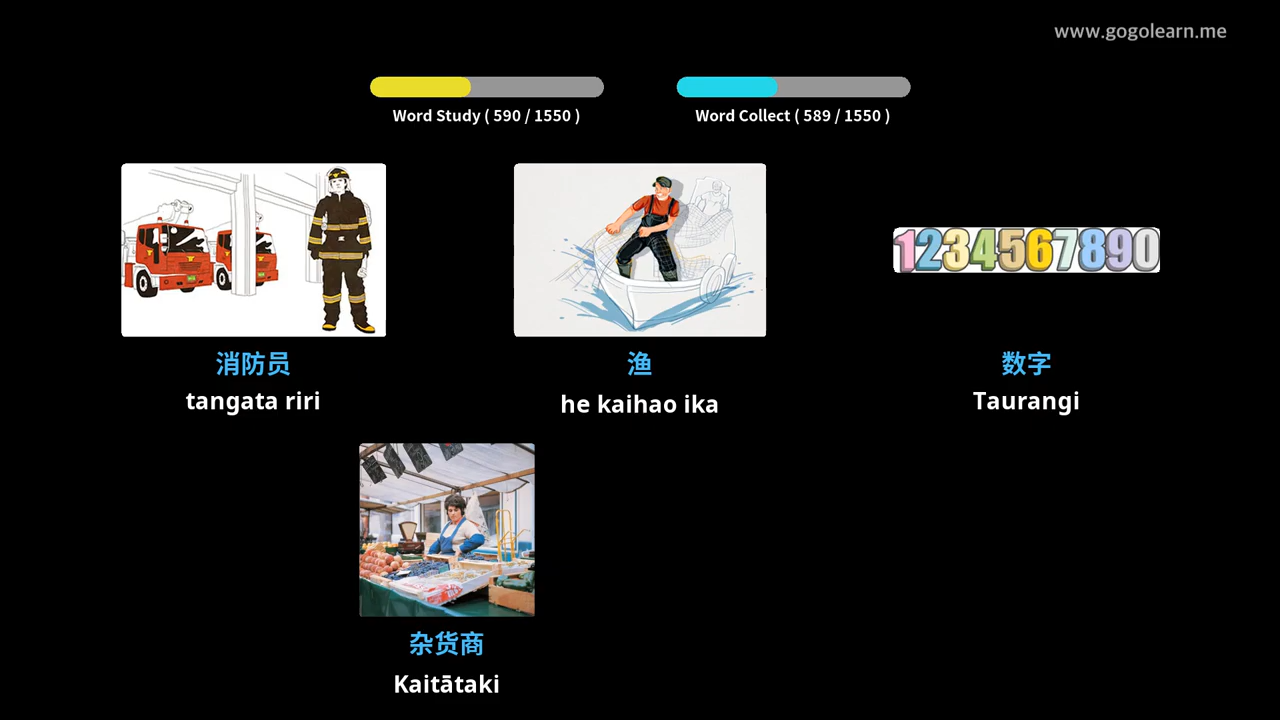 www.gogolearn.me
Word Study ( 590 / 1550 )
Word Collect ( 589 / 1550 )
1234567890
消防员
渔
数字
tangata riri
he kaihao ika
Taurangi
杂货商
Kaitātaki